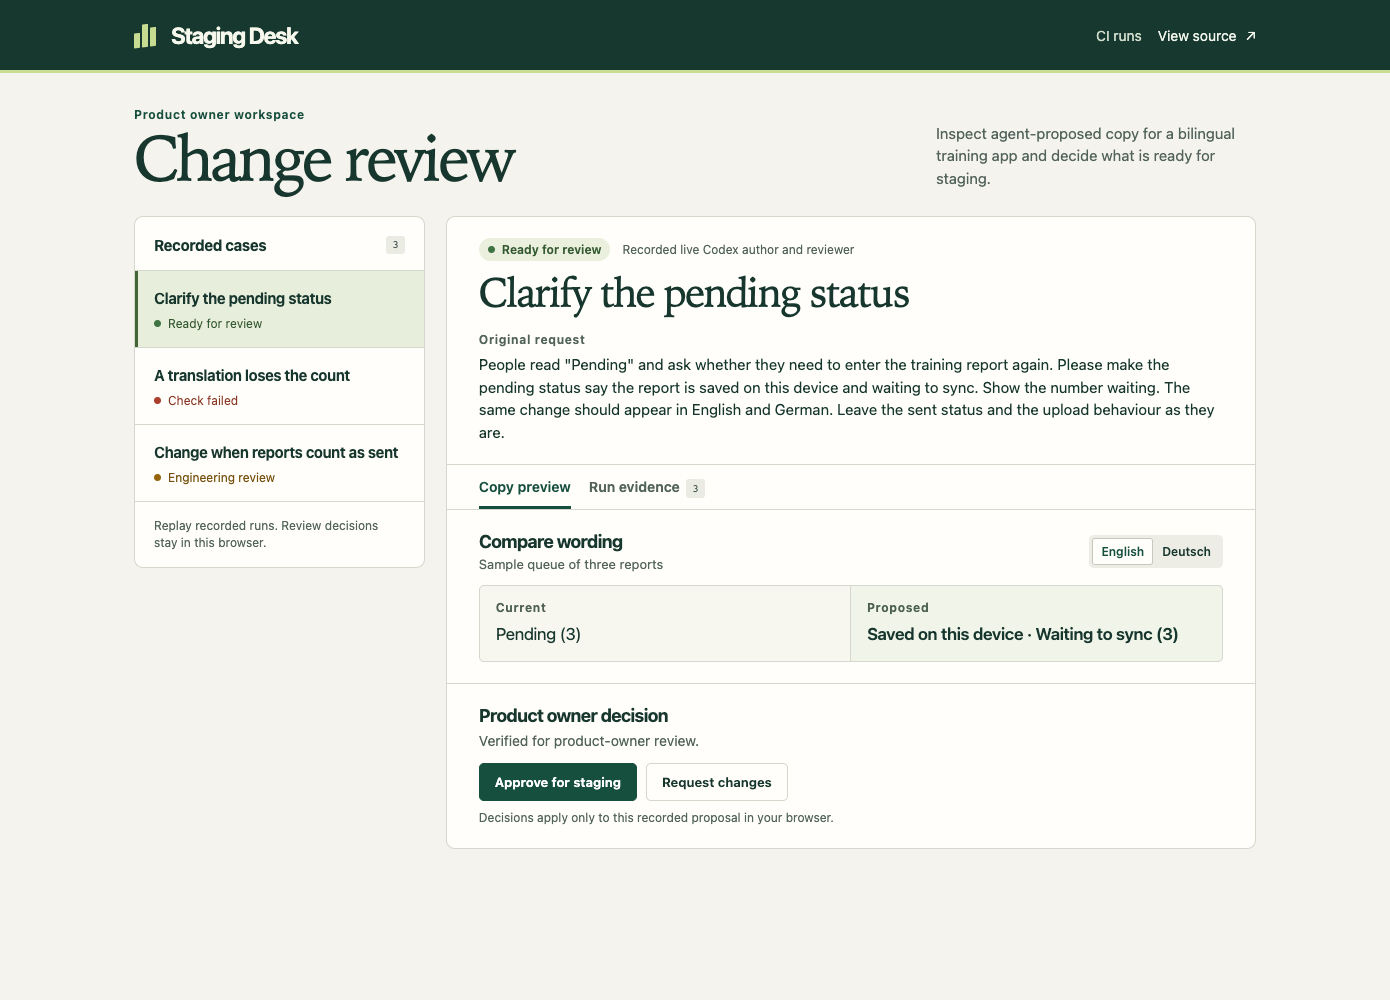 Staging Desk
CI runs
View source ↗
Product owner workspace
Change review
Inspect agent-proposed copy for a bilingual
training app and decide what is ready for
staging.
Recorded cases
3
Clarify the pending status
Ready for review
A translation loses the count
Check failed
Change when reports count as sent
Engineering review
Replay recorded runs. Review decisions
stay in this browser.
Ready for review
Recorded live Codex author and reviewer
Clarify the pending status
Original request
People read "Pending" and ask whether they need to enter the training report again. Please make the
pending status say the report is saved on this device and waiting to sync. Show the number waiting. The
same change should appear in English and German. Leave the sent status and the upload behaviour as they
are.
Copy preview
Run evidence
3
Compare wording
Sample queue of three reports
English
Deutsch
Current
Pending (3)
Proposed
Saved on this device · Waiting to sync (3)
Product owner decision
Verified for product-owner review.
Approve for staging
Request changes
Decisions apply only to this recorded proposal in your browser.